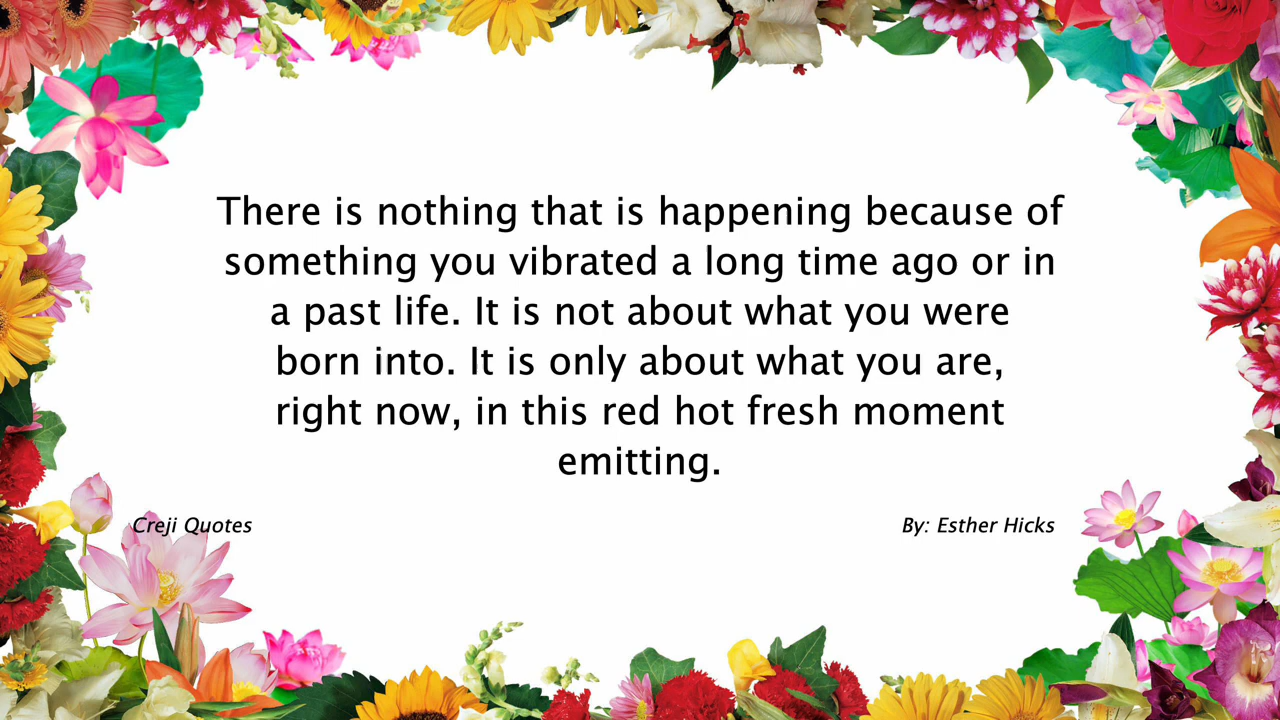 There is nothing that is happening because of
something you vibrated a long time ago or in
a past life. It is not about what you were
born into. It is only about what you are,
right now, in this red hot fresh moment
emitting.
Creji Quotes
By: Esther Hicks